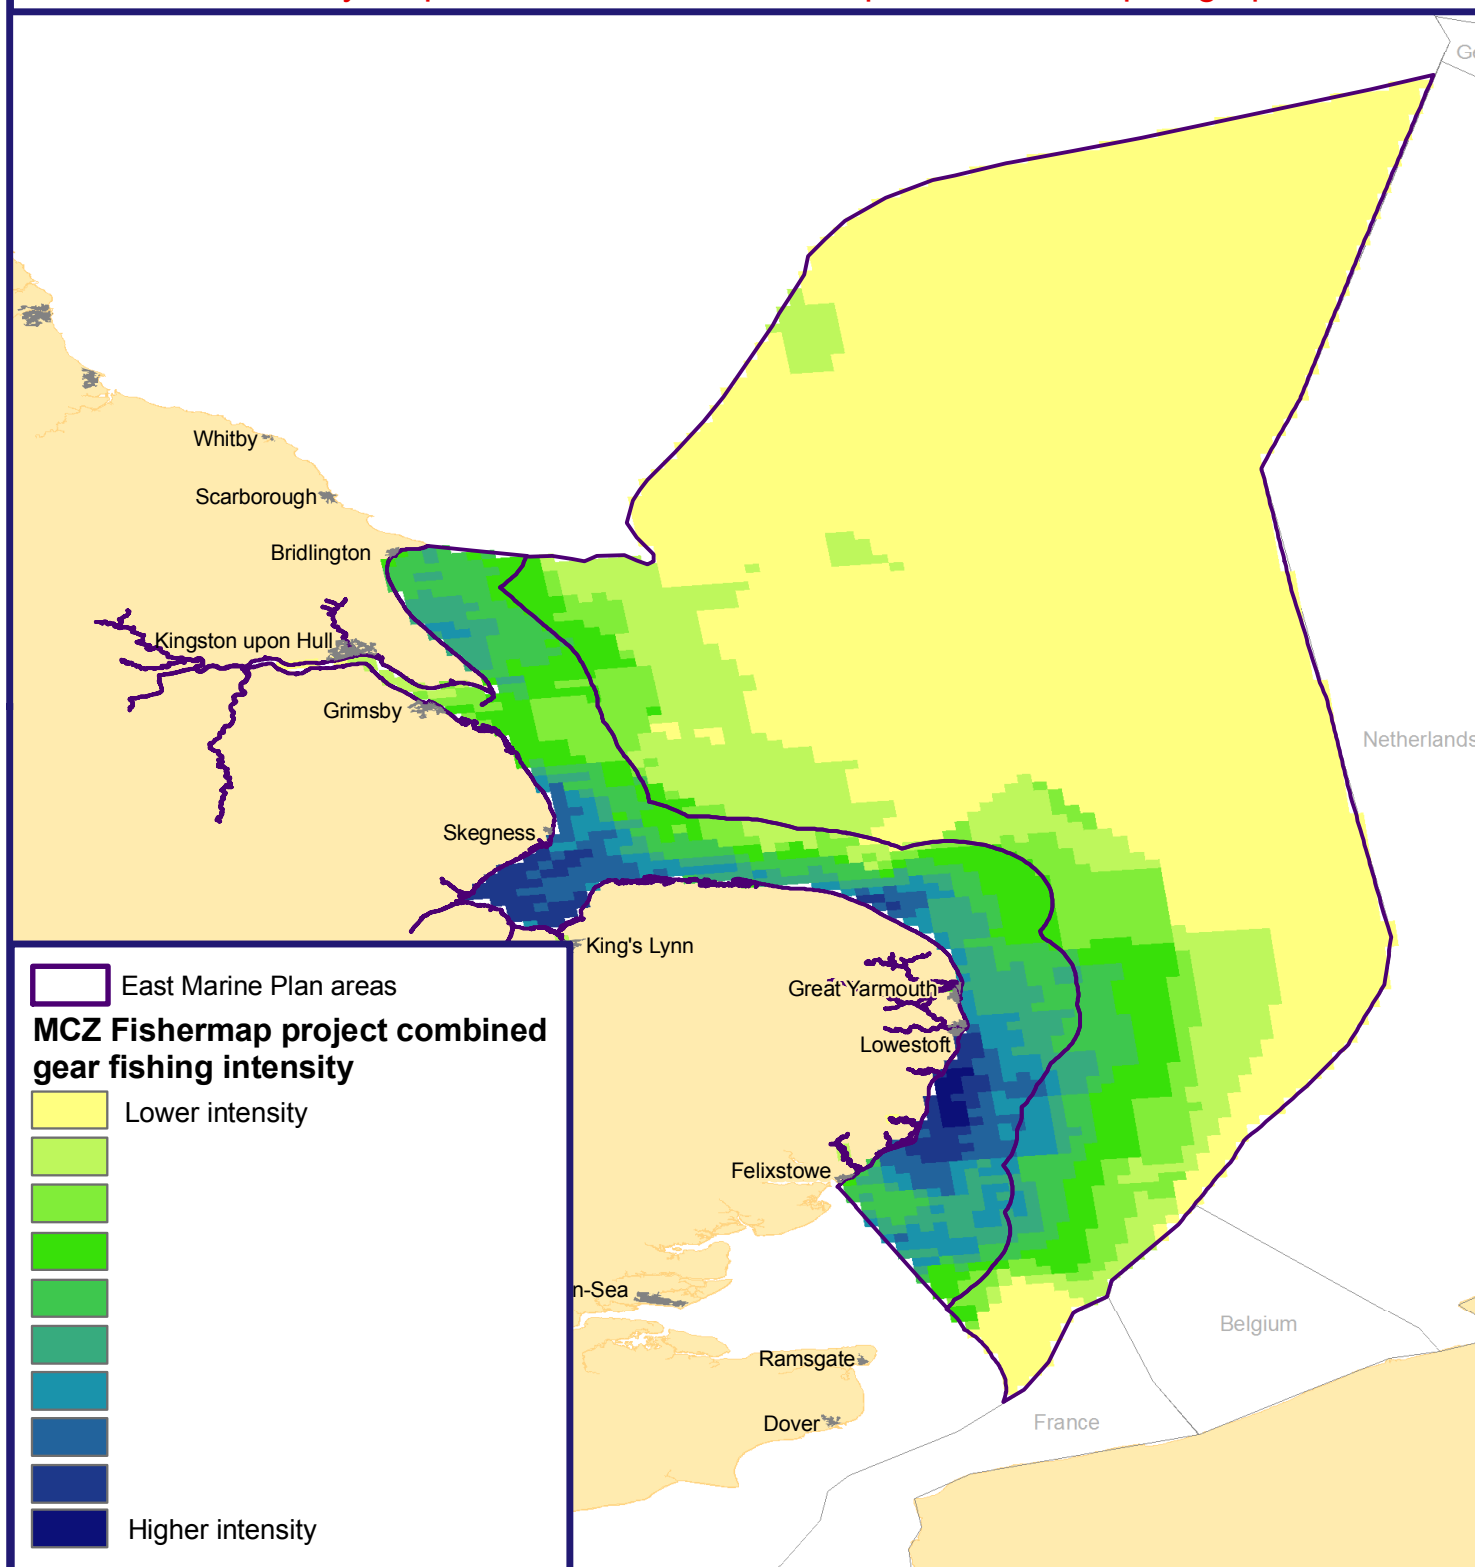 Ge
Whitby
Scarborough
Bridlington
Kingston upon Hull
Grimsby
Netherlands
Skegness
King's Lynn
Great Yarmouth
Lowestoft
Felixstowe
n-Sea
Ramsgate
Dover
Belgium
France
East Marine Plan areas
MCZ Fishermap project combined
gear fishing intensity
Lower intensity
Higher intensity